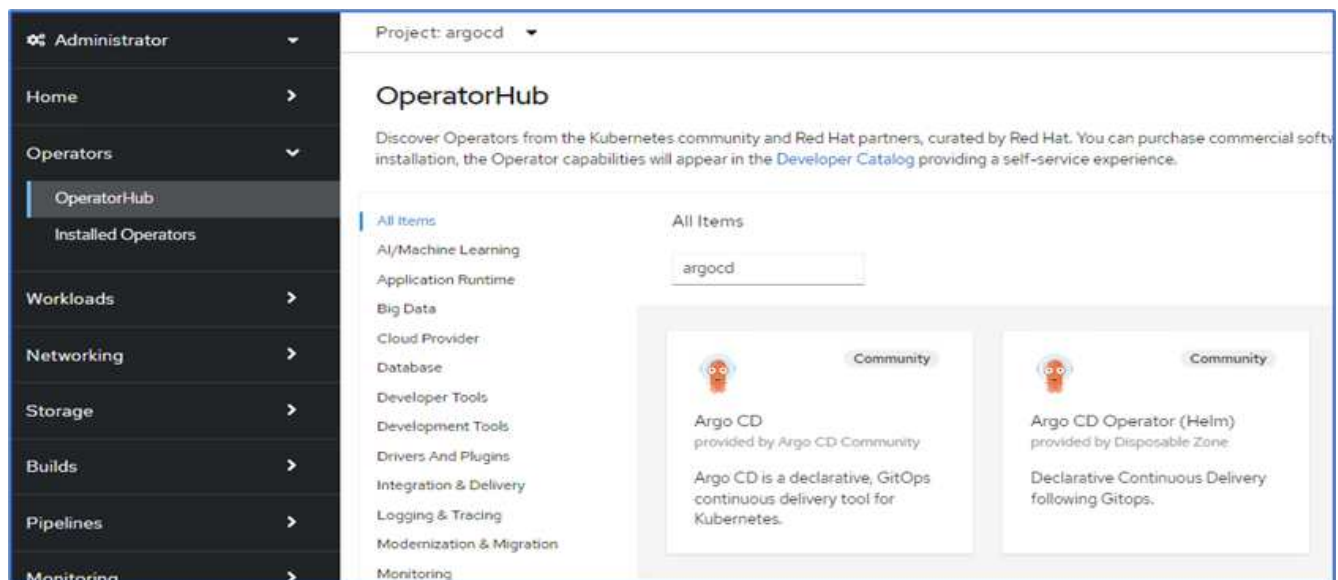 Administrator
Home
Operators
OperatorHub
Installed Operators
Workloads
Networking
Storage
Builds
Pipelines
Monitoring
Project: argocd
OperatorHub
Discover Operators from the Kubernetes community and Red Hat partners, curated by Red Hat. You can purchase commercial
installation, the Operator capabilities will appear in the Developer Catalog providing a self-service experience.
All Items
AI/Machine Learning
Application Runtime
Big Data
Cloud Provider
Database
Developer Tools
Development Tools
Drivers And Plugins
Integration & Delivery
Logging & Tracing
Modernization & Migration
Monitoring
All Items
argocd
Community
Argo CD
provided by Argo CD Community
Argo CD is a declarative, GitOps
continuous delivery tool for
Kubernetes.
Community
Argo CD Operator (Helm)
provided by Disposable Zone
Declarative Continuous Delivery
following Gitops.